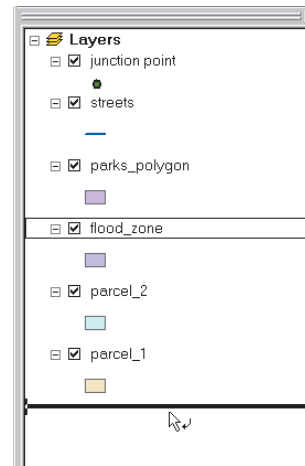 Layers
junction point
streets
parks_polygon
flood_zone
parcel_2
parcel_1